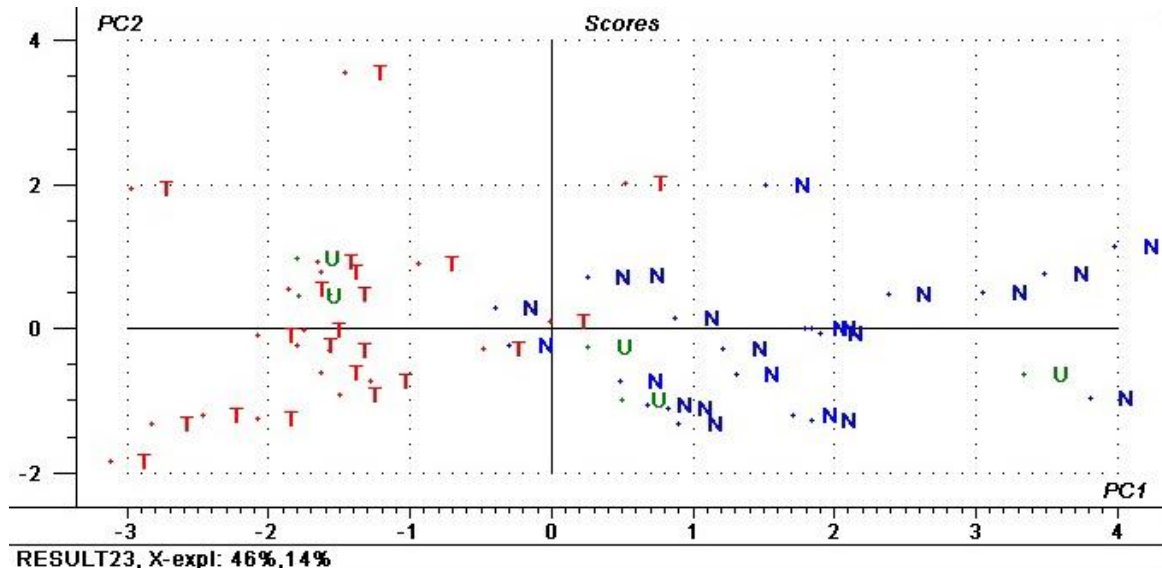 PC2 Scores
4
T
T T N
2
N
U T T T N N
U T T N N N N
T N N T N
0 T T N N N
T T T N T U N
T T N N U
T T U N N N N
T T T N N N
T
-2
PC1
-3 -2 -1 0 1 2 3 4
RESULT23, X-expl: 46%,14%